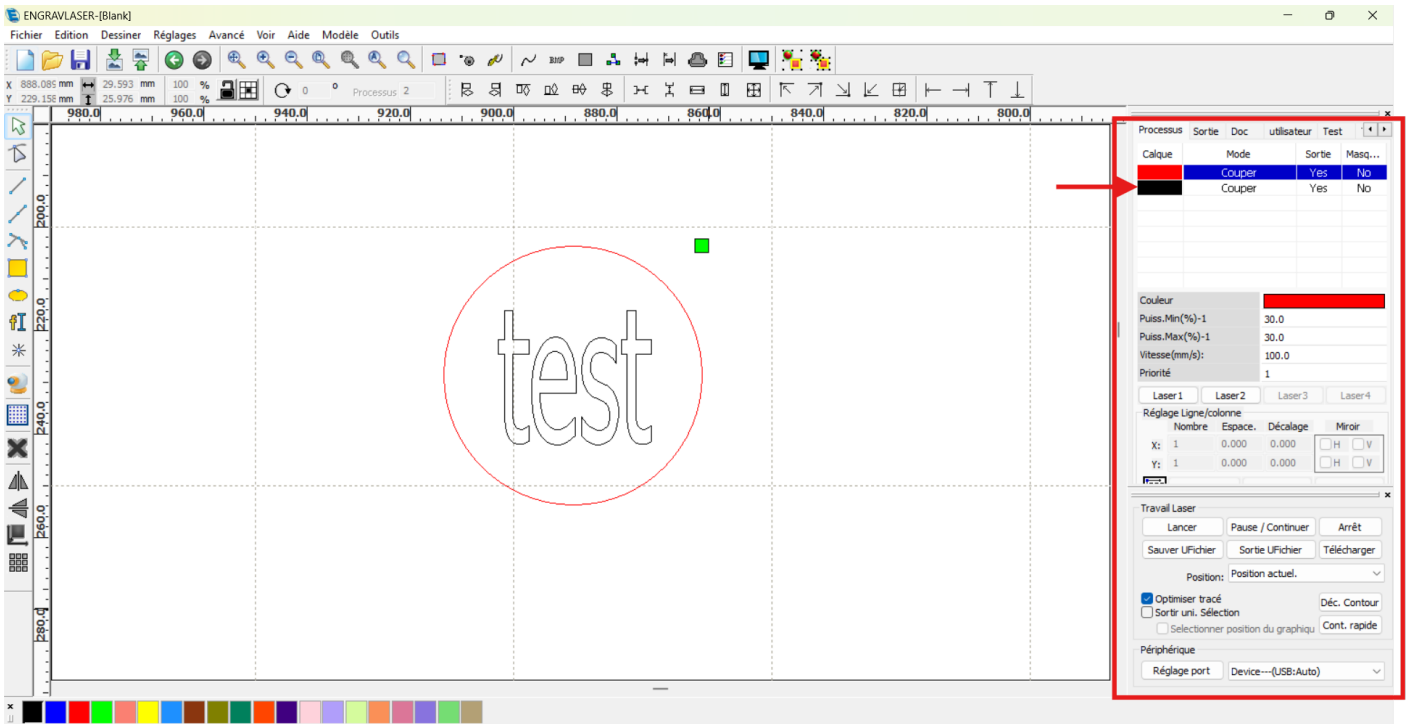 ENGRAVLASER-[Blank]
Fichier Edition Dessiner Réglages Avancé Voir Aide Modèle Outils
BMP
X 888.089 mm 29.593 mm 100 % 0 ° Processus 2
Y 229.158 mm 25.976 mm 100 %
980.0 960.0 940.0 920.0 900.0 880.0 860.0 840.0 820.0 800.0
200.0
220.0
240.0
260.0
280.0
test
Processus Sortie Doc utilisateur Test
Calque Mode Sortie Masq...
Couper Yes No
Couper Yes No
Couleur
Puiss.Min(%)-1 30.0
Puiss.Max(%)-1 30.0
Vitesse(mm/s): 100.0
Priorité 1
Laser1 Laser2 Laser3 Laser4
Réglage Ligne/colonne
Nombre Espace. Décalage Miroir
X: 1 0.000 0.000 H V
Y: 1 0.000 0.000 H V
Travail Laser
Lancer Pause / Continuer Arrêt
Sauver UFichier Sortie UFichier Télécharger
Position: Position actuel.
Optimiser tracé
Sortir uni. Sélection
Déc. Contour
Selectionner position du graphiqu
Cont. rapide
Périphérique
Réglage port Device---(USB:Auto)